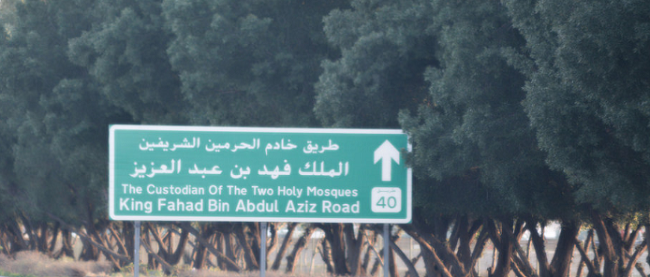 طريق خادم الحرمين الشريفين
الملك فهد بن عبد العزيز
The Custodian Of The Two Holy Mosques
King Fahad Bin Abdul Aziz Road
40